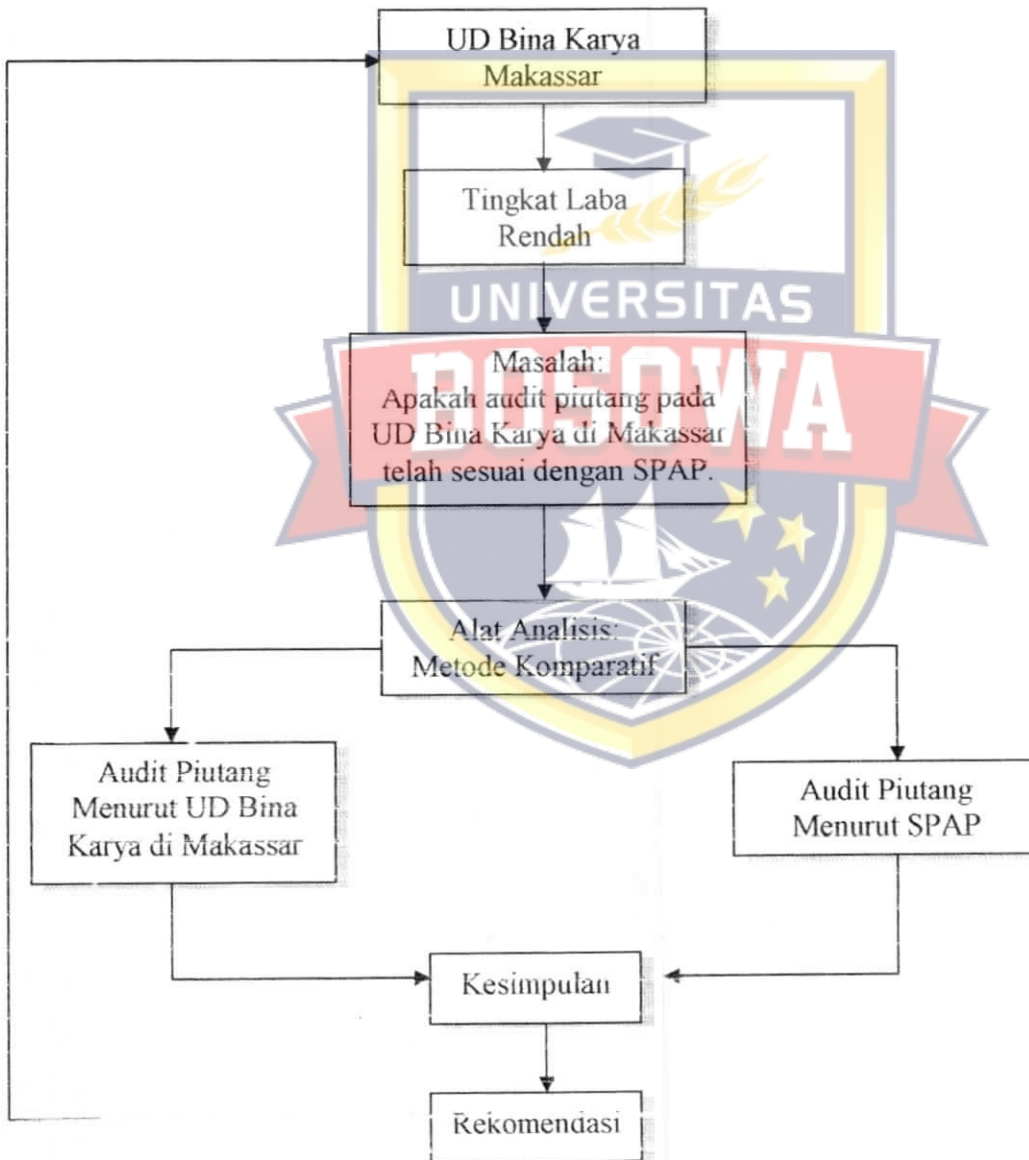 UD Bina Karya
Makassar
Tingkat Laba
Rendah
UNIVERSITAS
BOSOWA
Masalah:
Apakah audit piutang pada
UD Bina Karya di Makassar
telah sesuai dengan SPAP.
Alat Analisis:
Metode Komparatif
Audit Piutang
Menurut UD Bina
Karya di Makassar
Audit Piutang
Menurut SPAP
Kesimpulan
Rekomendasi